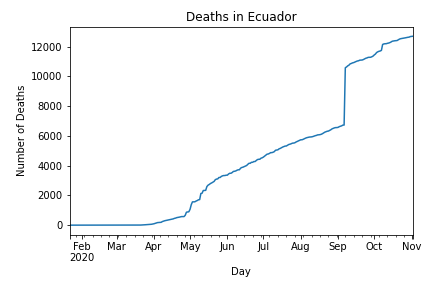 Deaths in Ecuador
Number of Deaths
12000
10000
8000
6000
4000
2000
0
Feb Mar Apr May Jun Jul Aug Sep Oct Nov
2020
Day